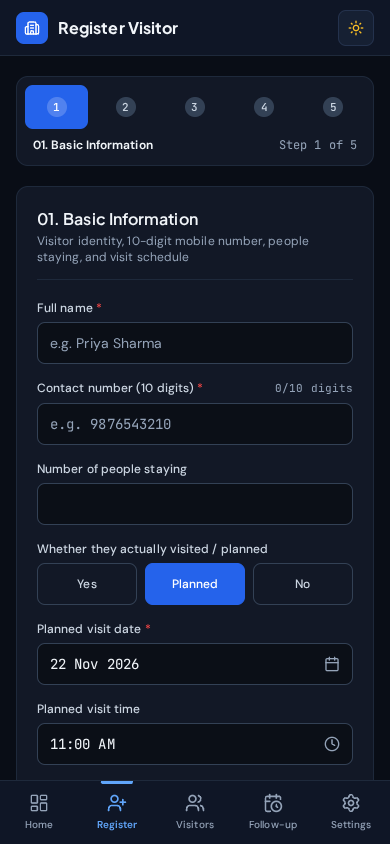 Register Visitor
1 2 3 4 5
01. Basic Information Step 1 of 5
01. Basic Information
Visitor identity, 10-digit mobile number, people
staying, and visit schedule
Full name *
e.g. Priya Sharma
Contact number (10 digits) * 0/10 digits
e.g. 9876543210
Number of people staying
Whether they actually visited / planned
Yes Planned No
Planned visit date *
22 Nov 2026
Planned visit time
11:00 AM
Home Register Visitors Follow-up Settings